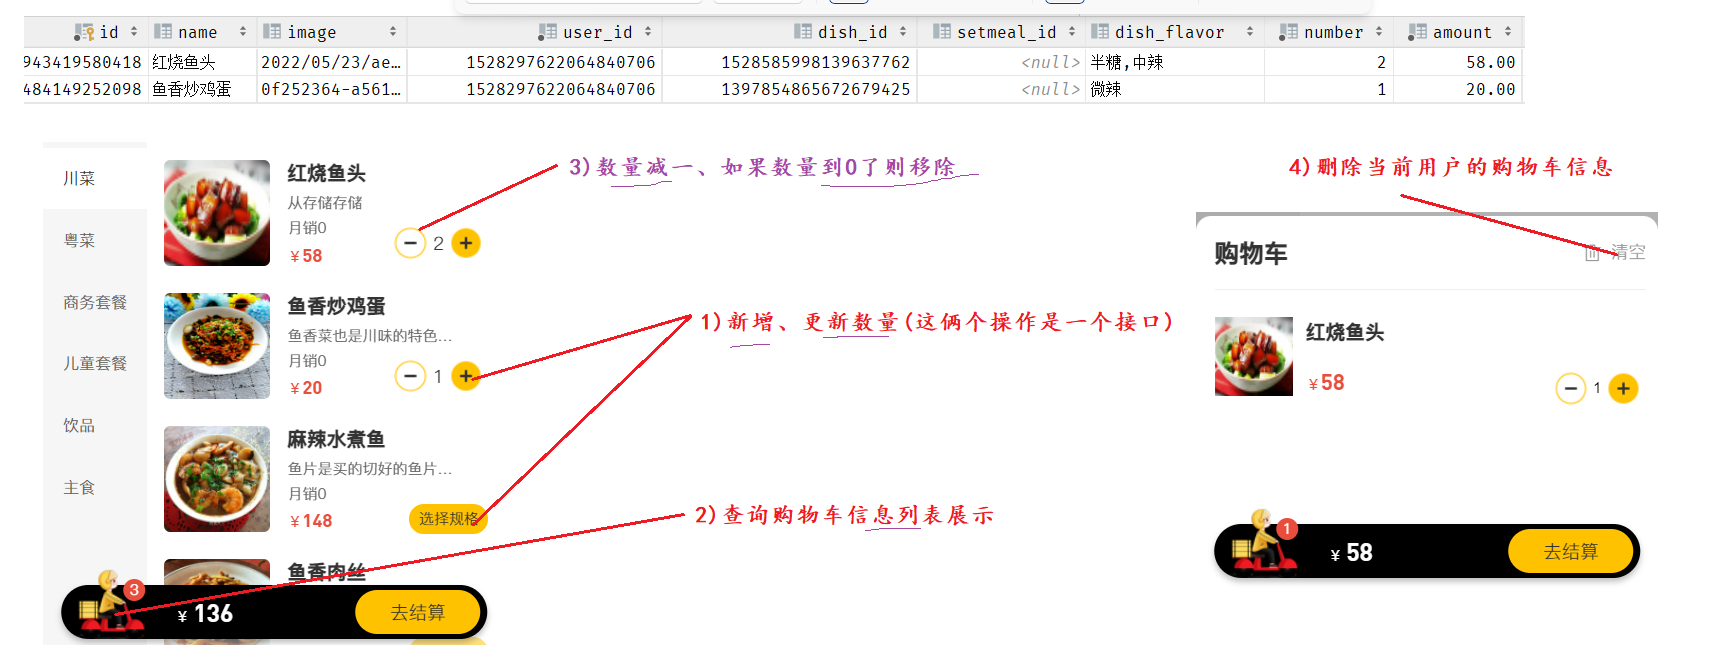 id name image user_id dish_id setmeal_id dish_flavor number amount
943419580418 红烧鱼头 2022/05/23/ae… 1528297622064840706 1528585998139637762 <null> 半糖,中辣 2 58.00
484149252098 鱼香炒鸡蛋 0f252364-a561… 1528297622064840706 1397854865672679425 <null> 微辣 1 20.00
川菜
粤菜
商务套餐
儿童套餐
饮品
主食
红烧鱼头
从存储存储
月销0
¥58
2
鱼香炒鸡蛋
鱼香菜也是川味的特色...
月销0
¥20
1
麻辣水煮鱼
鱼片是买的切好的鱼片...
月销0
¥148
选择规格
鱼香肉丝
3
¥ 136
去结算
3)数量减一、如果数量到0了则移除
1)新增、更新数量(这俩个操作是一个接口)
2)查询购物车信息列表展示
4)删除当前用户的购物车信息
购物车
清空
红烧鱼头
¥58
1
1
¥ 58
去结算